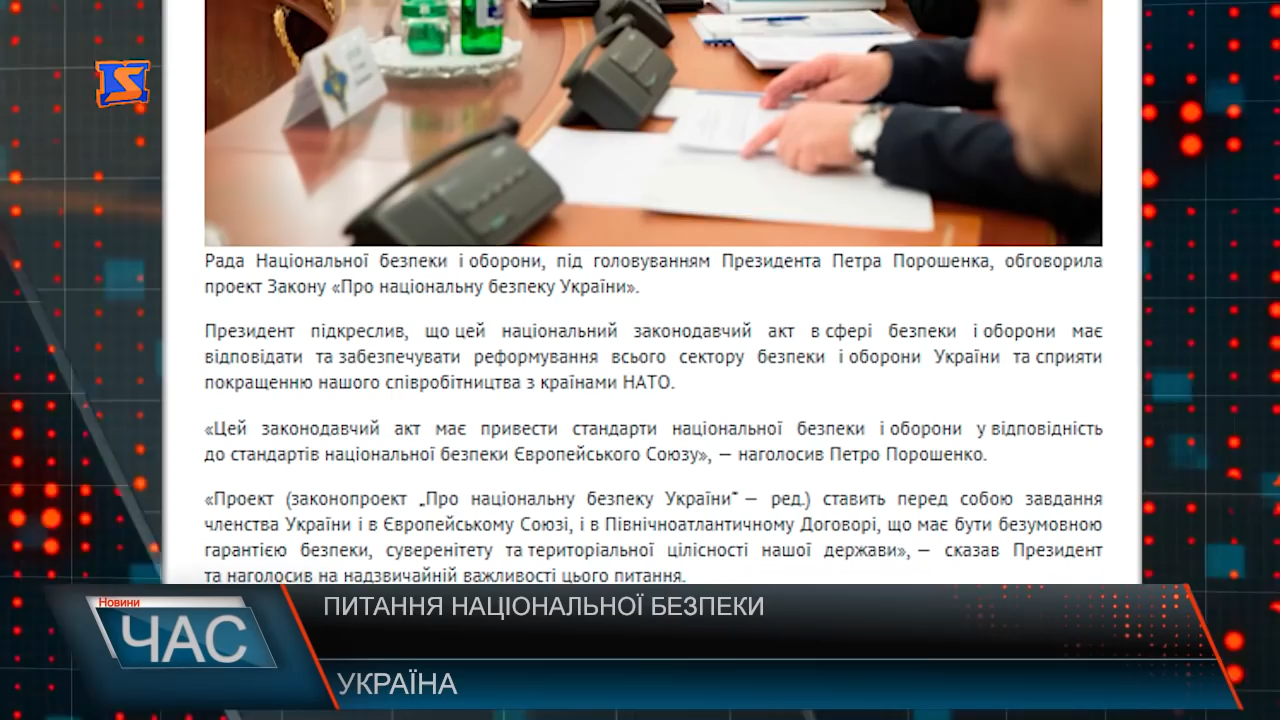 Рада Національної безпеки і оборони, під головуванням Президента Петра Порошенка, обговорила
проект Закону «Про національну безпеку України».
Президент підкреслив, що цей національний законодавчий акт в сфері безпеки і оборони має
відповідати та забезпечувати реформування всього сектору безпеки і оборони України та сприяти
покращенню нашого співробітництва з країнами НАТО.
«Цей законодавчий акт має привести стандарти національної безпеки і оборони у відповідність
до стандартів національної безпеки Європейського Союзу», — наголосив Петро Порошенко.
«Проект (законопроект „Про національну безпеку України“ — ред.) ставить перед собою завдання
членства України і в Європейському Союзі, і в Північноатлантичному Договорі, що має бути безумовною
гарантією безпеки, суверенітету та територіальної цілісності нашої держави», — сказав Президент
та наголосив на надзвичайній важливості цього питання.
Новини
ЧАС
ПИТАННЯ НАЦІОНАЛЬНОЇ БЕЗПЕКИ
УКРАЇНА